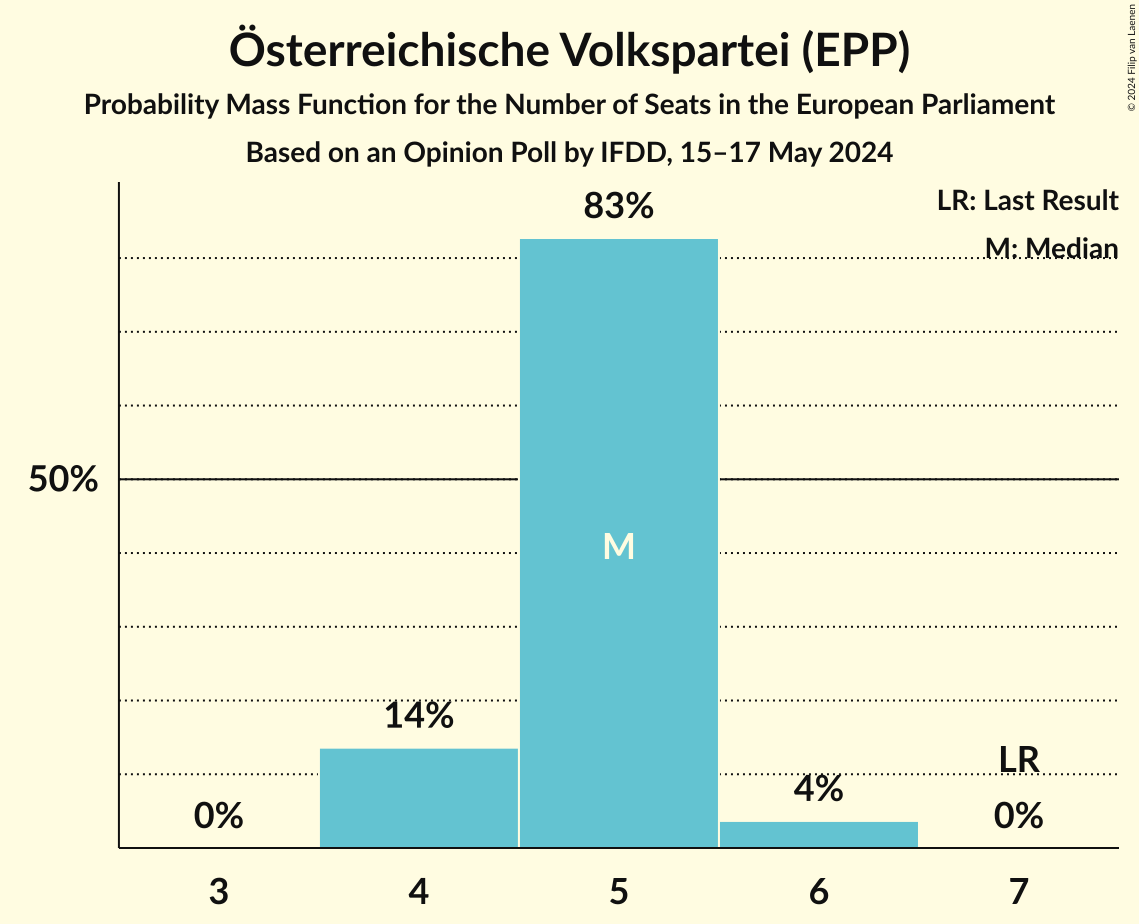 Österreichische Volkspartei (EPP)
Probability Mass Function for the Number of Seats in the European Parliament
Based on an Opinion Poll by IFDD, 15–17 May 2024
© 2024 Filip van Laenen
LR: Last Result
M: Median
83%
50%
M
14%
LR
4%
0%
0%
3 4 5 6 7